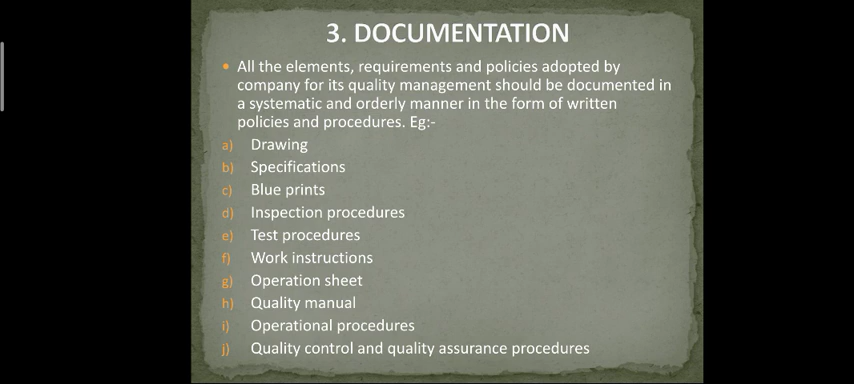 3. DOCUMENTATION
• All the elements, requirements and policies adopted by
company for its quality management should be documented in
a systematic and orderly manner in the form of written
policies and procedures. Eg:-
a) Drawing
b) Specifications
c) Blue prints
d) Inspection procedures
e) Test procedures
f) Work instructions
g) Operation sheet
h) Quality manual
i) Operational procedures
j) Quality control and quality assurance procedures